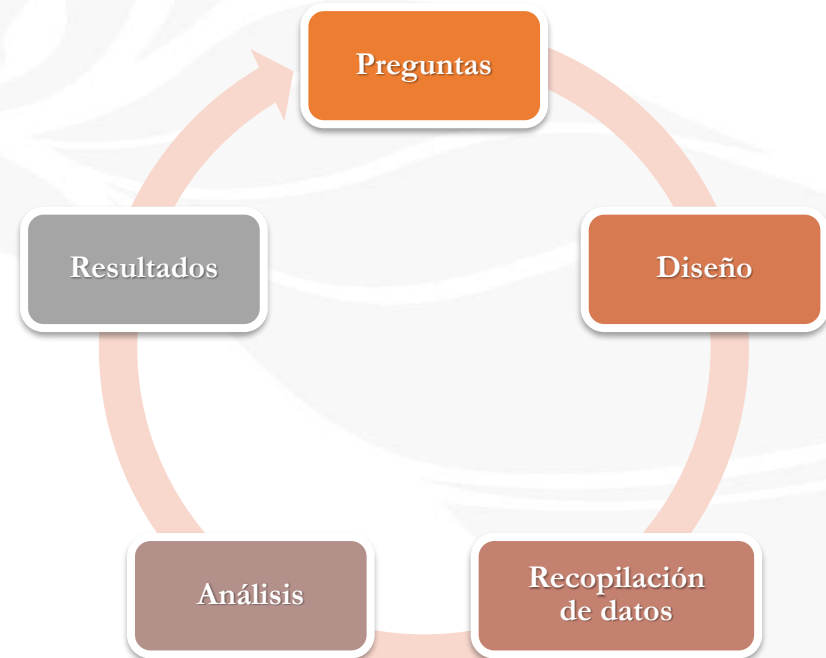 Preguntas
Diseño
Recopilación
de datos
Análisis
Resultados